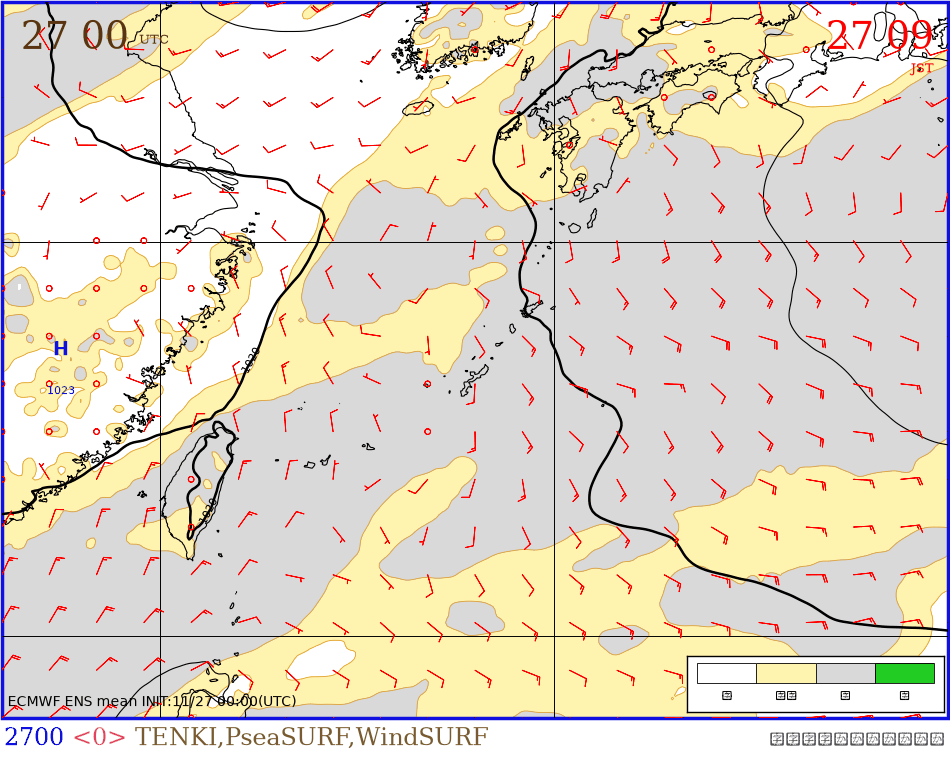 27 00 UTC
27 09 JST
1020
H
1023
1020
ECMWF ENS mean INIT:11/27 00:00(UTC)
2700 <0> TENKI,PseaSURF,WindSURF